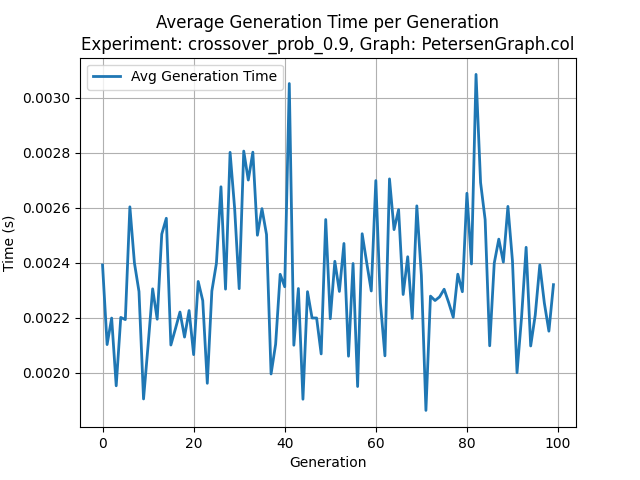 Average Generation Time per Generation
Experiment: crossover_prob_0.9, Graph: PetersenGraph.col
Avg Generation Time
Time (s)
0.0030
0.0028
0.0026
0.0024
0.0022
0.0020
0 20 40 60 80 100
Generation